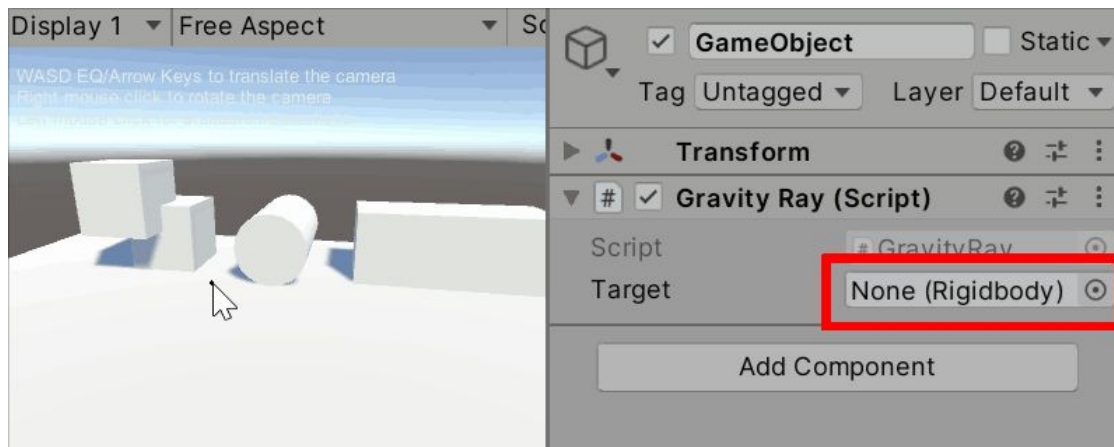 Display 1 Free Aspect Sc
WASD EQ/Arrow Keys to translate the camera
Right mouse click to rotate the camera
GameObject Static
Tag Untagged Layer Default
Transform
# Gravity Ray (Script)
Script # GravityRay
Target None (Rigidbody)
Add Component